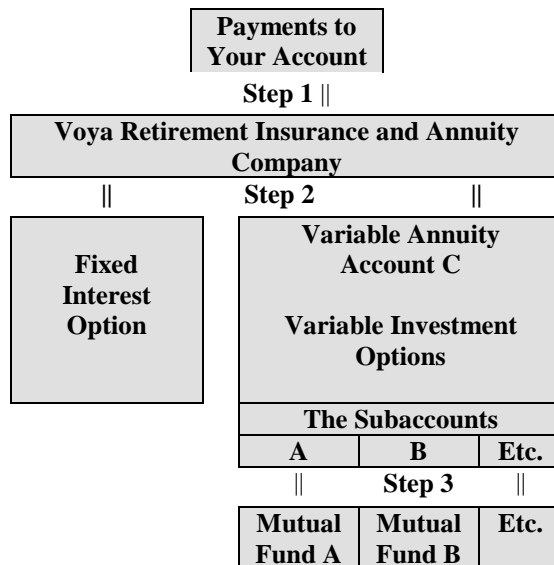 Payments to
Your Account
Step 1 ||
Voya Retirement Insurance and Annuity
Company
|| Step 2 ||
Fixed
Interest
Option
Variable Annuity
Account C
Variable Investment
Options
The Subaccounts
A B Etc.
|| Step 3 ||
Mutual
Fund A
Mutual
Fund B
Etc.